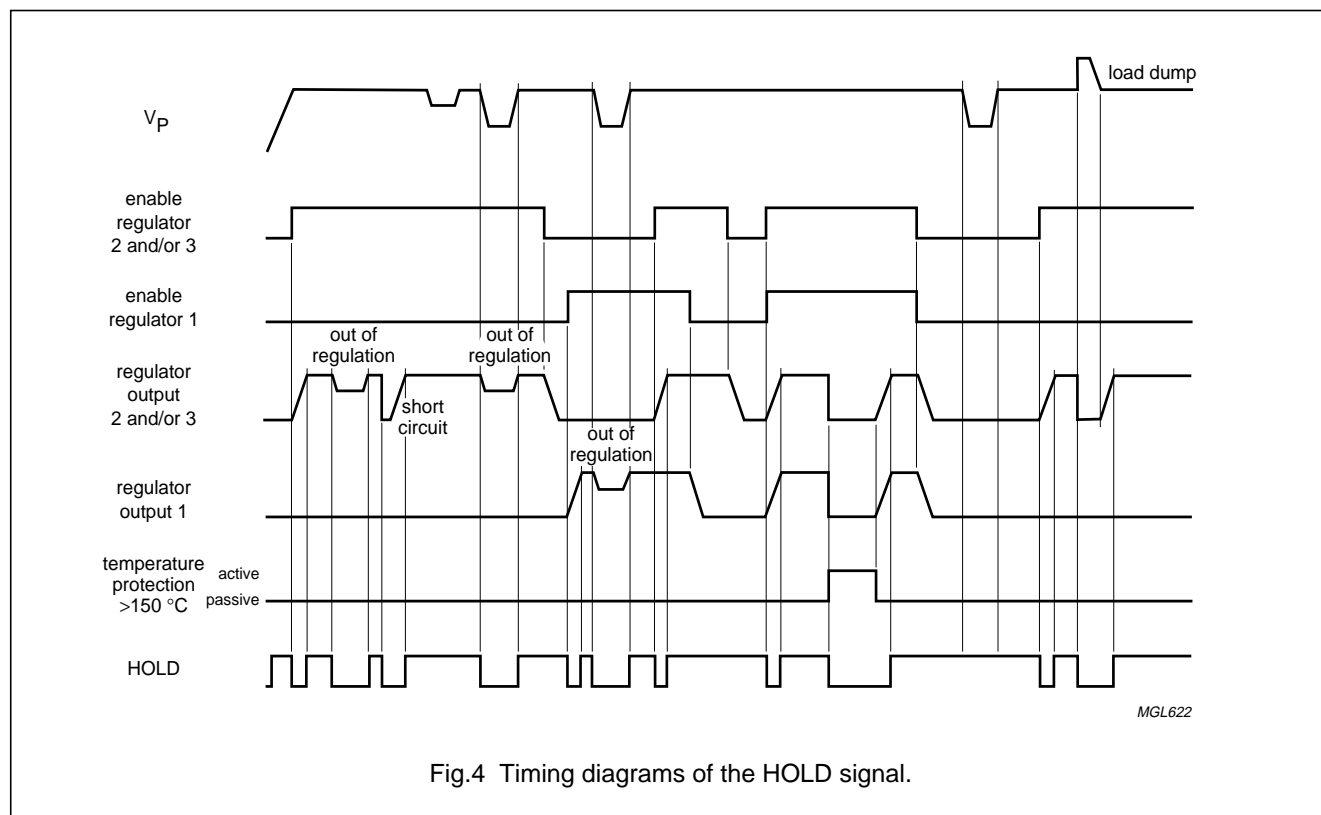 load dump
VP
enable
regulator
2 and/or 3
enable
regulator 1
out of
regulation
out of
regulation
regulator
output
2 and/or 3
short
circuit
out of
regulation
regulator
output 1
temperature
protection
>150 °C
active
passive
HOLD
MGL622
Fig.4 Timing diagrams of the HOLD signal.